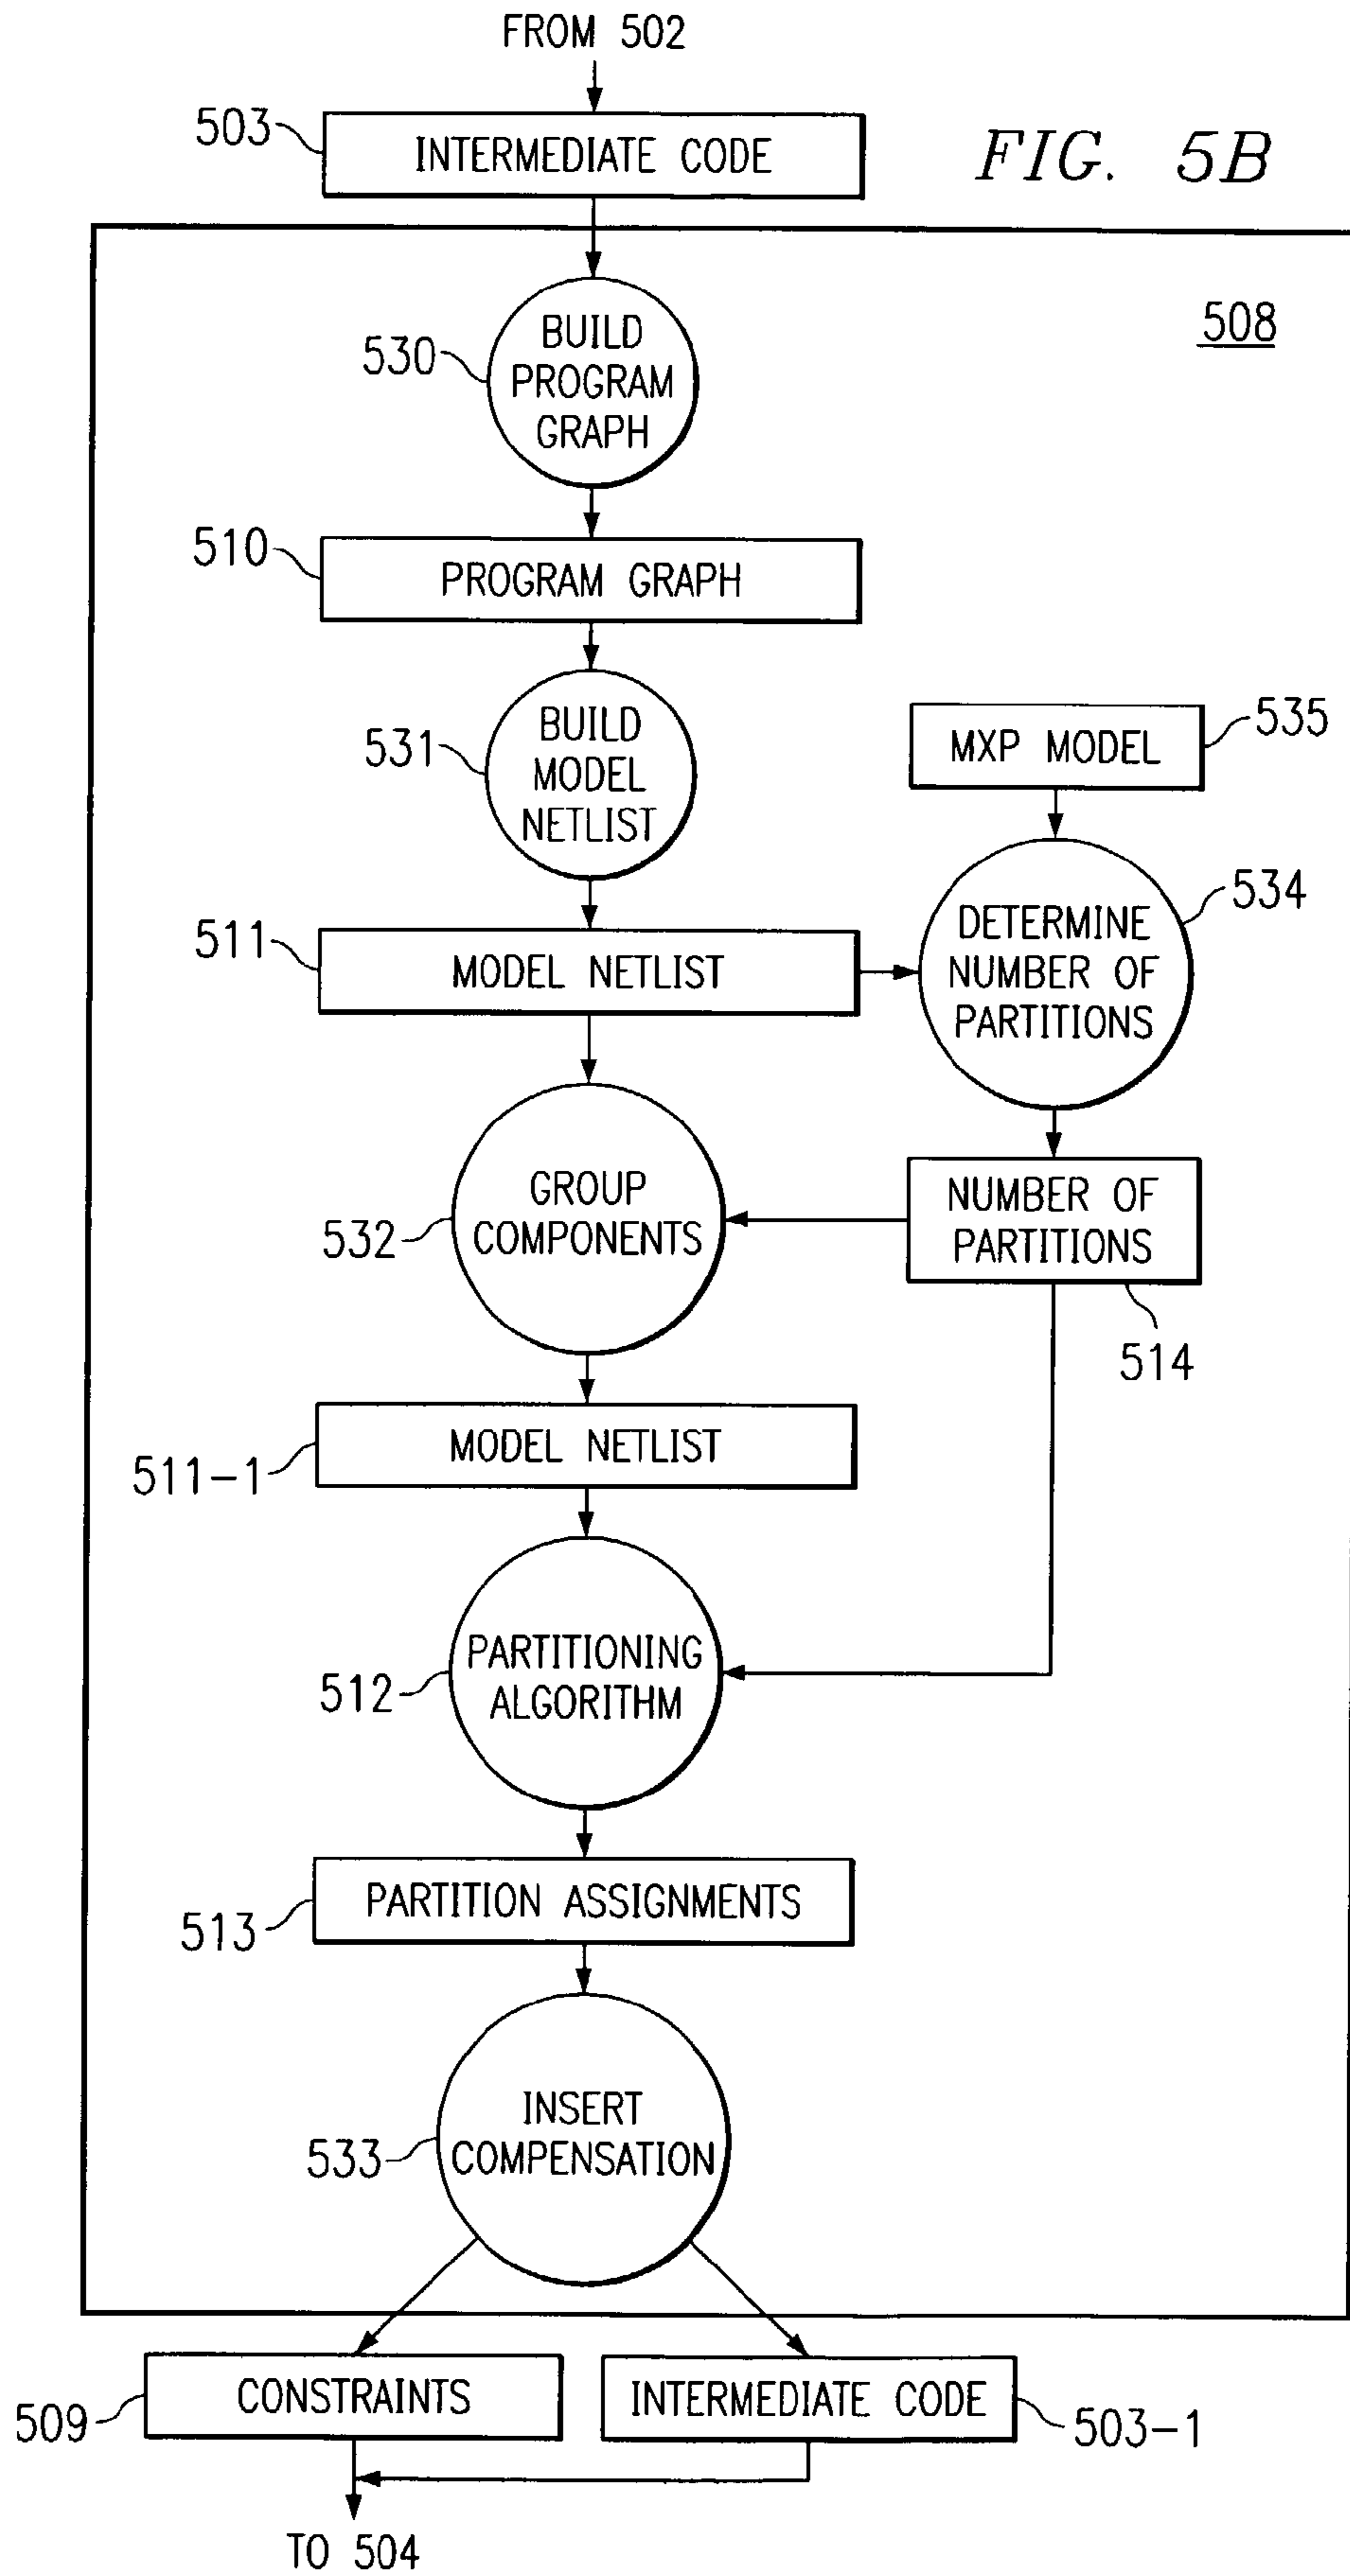 FROM 502
503
INTERMEDIATE CODE
FIG. 5B
508
530
BUILD
PROGRAM
GRAPH
510
PROGRAM GRAPH
531
BUILD
MODEL
NETLIST
MXP MODEL
535
534
DETERMINE
NUMBER OF
PARTITIONS
511
MODEL NETLIST
532
GROUP
COMPONENTS
NUMBER OF
PARTITIONS
514
MODEL NETLIST
511-1
512
PARTITIONING
ALGORITHM
PARTITION ASSIGNMENTS
513
533
INSERT
COMPENSATION
509
CONSTRAINTS
INTERMEDIATE CODE
503-1
TO 504